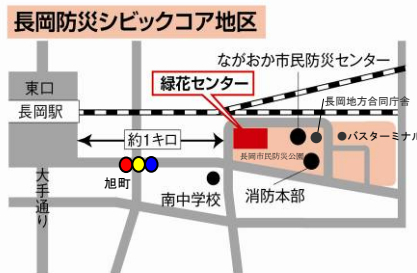 長岡防災シビックコア地区
ながおか市民防災センター
東口
緑花センター
長岡地方合同庁舎
長岡駅
バスターミナル
約1キロ
長岡市民防災公園
旭町
大手通り
南中学校
消防本部